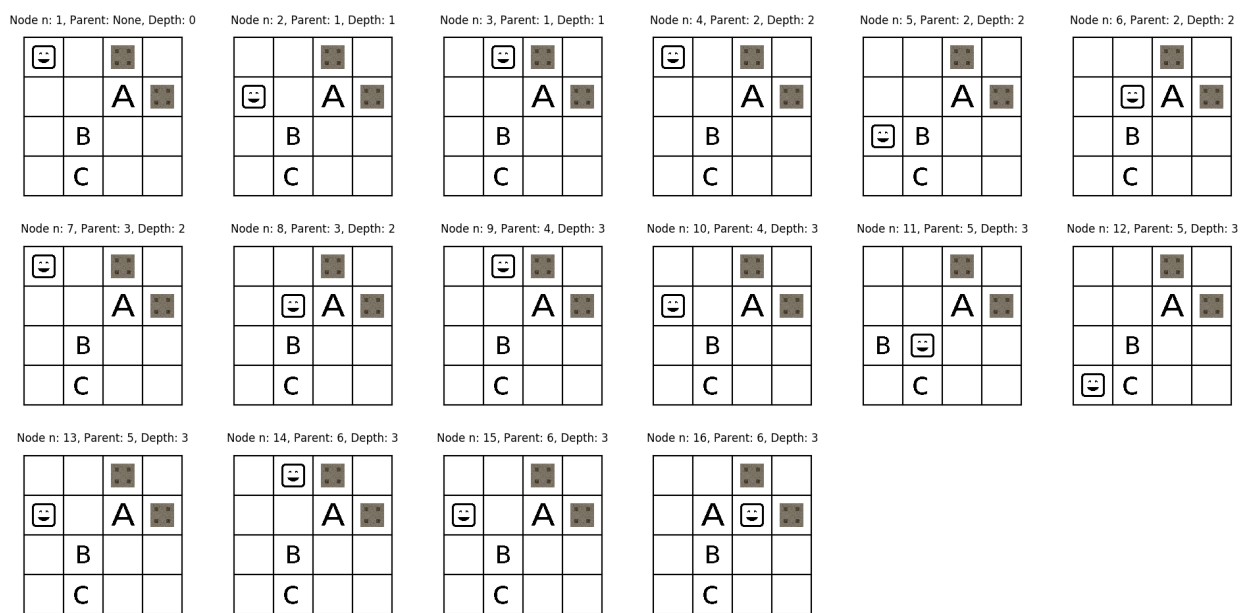 Node n: 1, Parent: None, Depth: 0
Node n: 2, Parent: 1, Depth: 1
Node n: 3, Parent: 1, Depth: 1
Node n: 4, Parent: 2, Depth: 2
Node n: 5, Parent: 2, Depth: 2
Node n: 6, Parent: 2, Depth: 2
A A A A A A
B B B B B B
C C C C C C
Node n: 7, Parent: 3, Depth: 2
Node n: 8, Parent: 3, Depth: 2
Node n: 9, Parent: 4, Depth: 3
Node n: 10, Parent: 4, Depth: 3
Node n: 11, Parent: 5, Depth: 3
Node n: 12, Parent: 5, Depth: 3
A A A A A A
B B B B B B
C C C C C C
Node n: 13, Parent: 5, Depth: 3
Node n: 14, Parent: 6, Depth: 3
Node n: 15, Parent: 6, Depth: 3
Node n: 16, Parent: 6, Depth: 3
A A A A
B B B B
C C C C